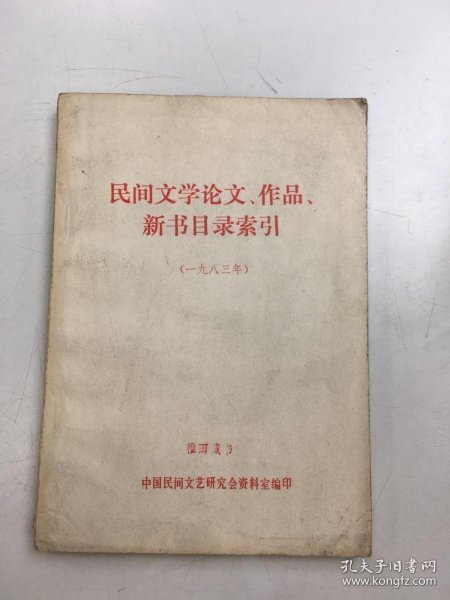 民间文学论文、作品、
新书目录索引
(一九八三年)
中国民间文艺研究会资料室编印
孔夫子旧书网
www.kongfz.com